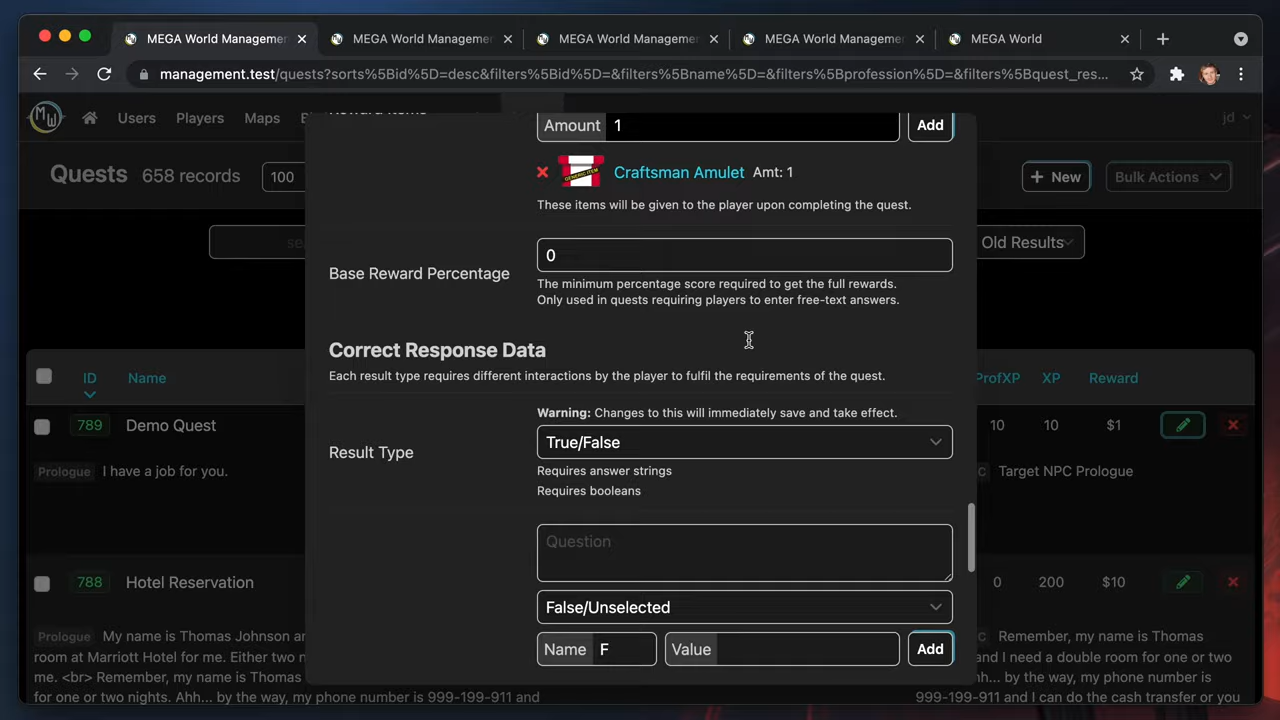 MEGA World Managemen
MEGA World Managemen
MEGA World Managemen
MEGA World Managemen
MEGA World
management.test/quests?sorts%5Bid%5D=desc&filters%5Bid%5D=&filters%5Bname%5D=&filters%5Bprofession%5D=&filters%5Bquest_res...
MW
Users
Players
Maps
jd
Quests 658 records
100
+ New
Bulk Actions
Old Results
ID
Name
ProfXP
XP
Reward
789
Demo Quest
10
10
$1
Prologue I have a job for you.
Target NPC Prologue
788
Hotel Reservation
0
200
$10
Prologue My name is Thomas Johnson an
room at Marriott Hotel for me. Either two n
me. <br> Remember, my name is Thomas
for one or two nights. Ahh... by the way, my phone number is 999-199-911 and
Remember, my name is Thomas
and I need a double room for one or two
nights. Ahh... by the way, my phone number is
999-199-911 and I can do the cash transfer or you
Amount 1
Add
GENERIC ITEM
Craftsman Amulet Amt: 1
These items will be given to the player upon completing the quest.
Base Reward Percentage
0
The minimum percentage score required to get the full rewards.
Only used in quests requiring players to enter free-text answers.
Correct Response Data
Each result type requires different interactions by the player to fulfil the requirements of the quest.
Warning: Changes to this will immediately save and take effect.
Result Type
True/False
Requires answer strings
Requires booleans
Question
False/Unselected
Name F
Value
Add